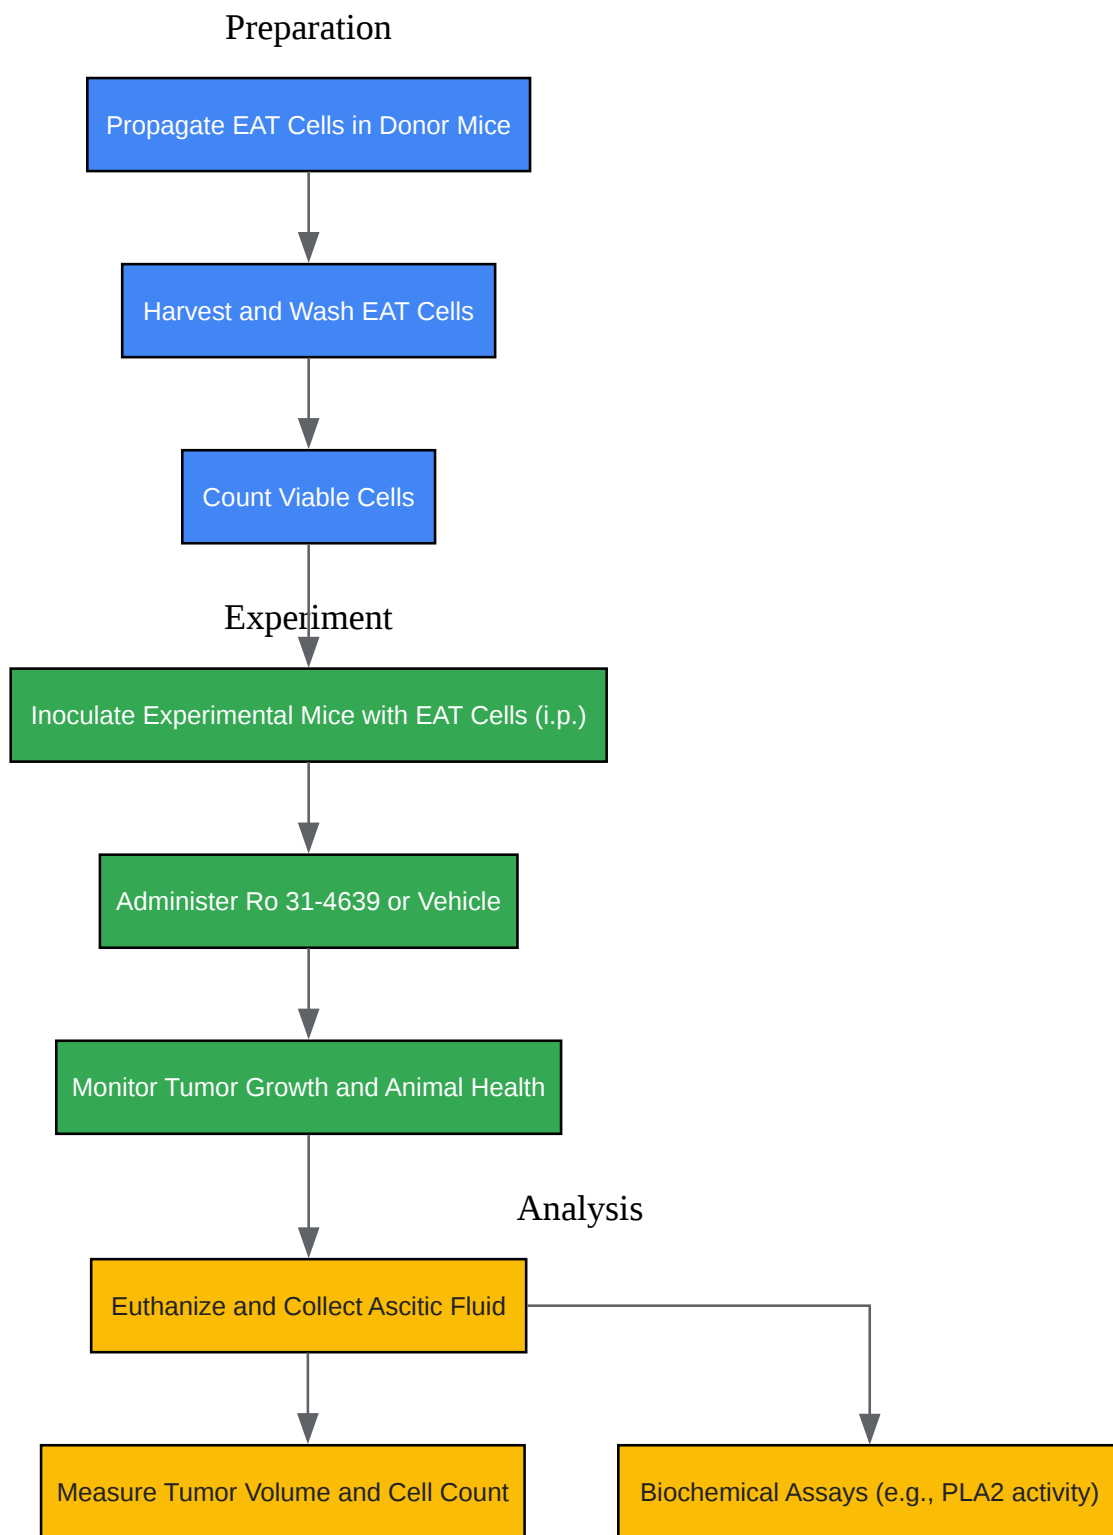 Preparation
Propagate EAT Cells in Donor Mice
Harvest and Wash EAT Cells
Count Viable Cells
Experiment
Inoculate Experimental Mice with EAT Cells (i.p.)
Administer Ro 31-4639 or Vehicle
Monitor Tumor Growth and Animal Health
Analysis
Euthanize and Collect Ascitic Fluid
Measure Tumor Volume and Cell Count
Biochemical Assays (e.g., PLA2 activity)